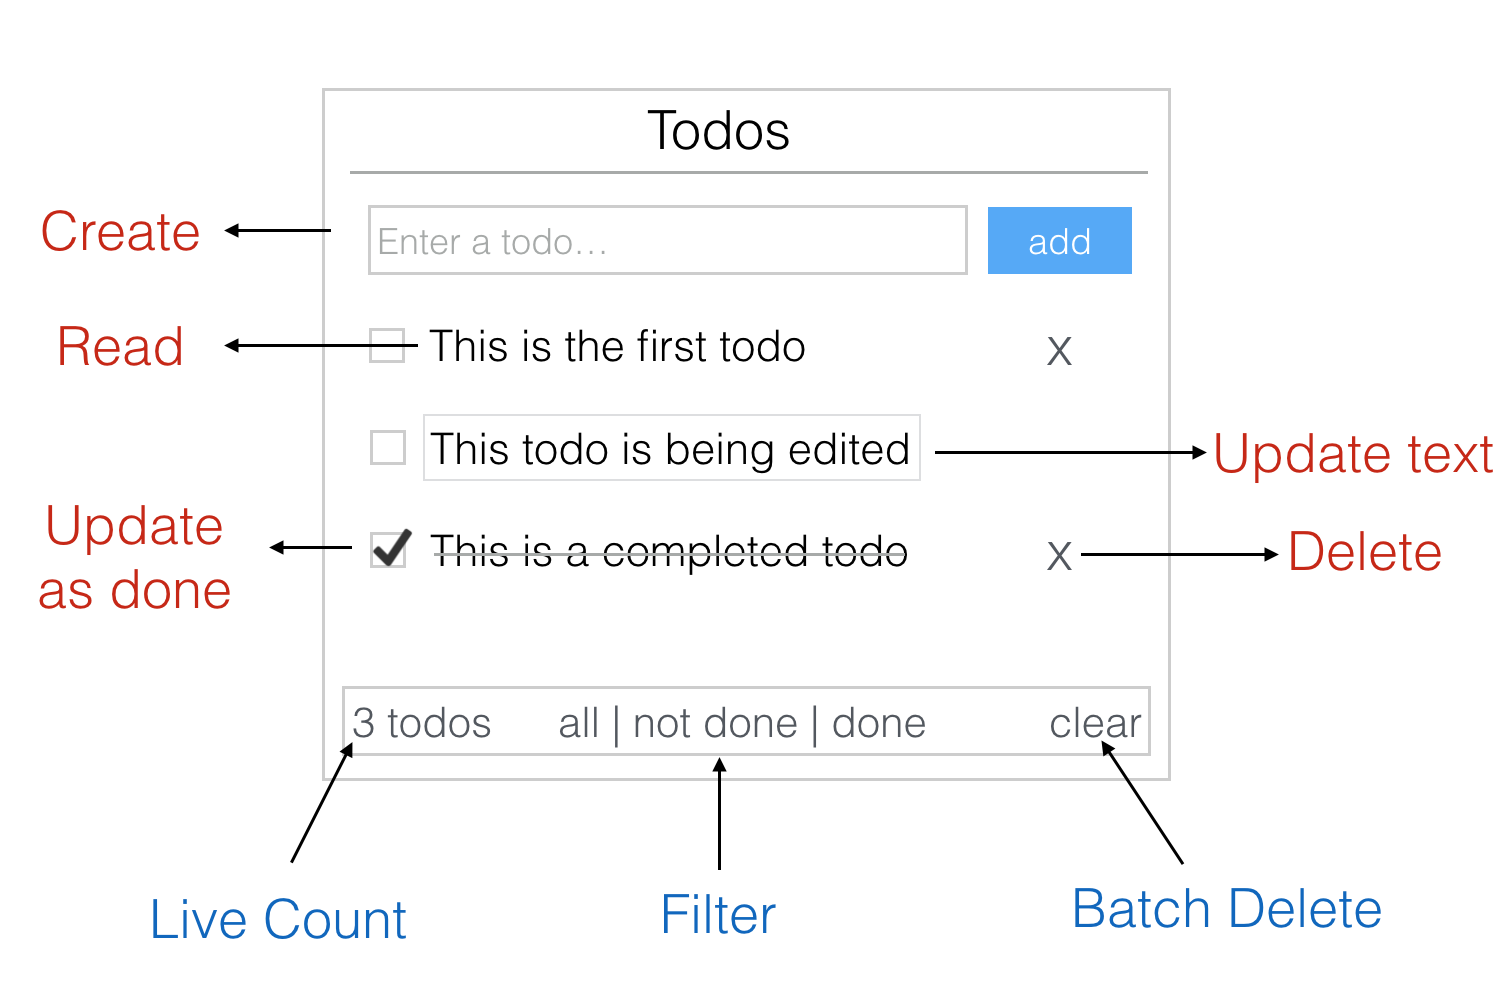 Todos
Create
Enter a todo...
add
Read
This is the first todo
X
This todo is being edited
Update text
Update
as done
This is a completed todo
X
Delete
3 todos
all | not done | done
clear
Live Count
Filter
Batch Delete